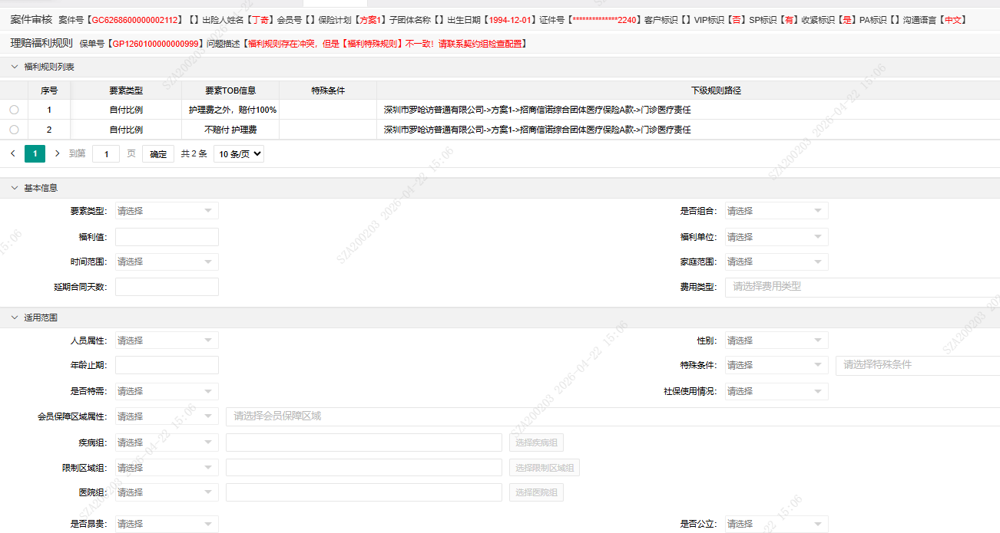 案件审核 案件号【GC6268600000002112】【】出险人姓名【丁奇】会员号【】保险计划【方案1】子团体名称【】出生日期【1994-12-01】证件号【**************2240】客户标识【】VIP标识【否】SP标识【有】收紧标识【是】PA标识【】沟通语言【中文】
理赔福利规则 保单号【GP1260100000000999】问题描述【福利规则存在冲突，但是【福利特殊规则】不一致！请联系契约组检查配置】
福利规则列表
序号 要素类型 要素TOB信息 特殊条件 下级规则路径
1 自付比例 护理费之外，赔付100% 深圳市罗呛访普通有限公司->方案1->招商信诺综合团体医疗保险A款->门诊医疗责任
2 自付比例 不赔付 护理费 深圳市罗呛访普通有限公司->方案1->招商信诺综合团体医疗保险A款->门诊医疗责任
< 1 > 到第 1 页 确定 共 2 条 10 条/页
基本信息
要素类型： 请选择 是否组合： 请选择
福利值： 福利单位： 请选择
时间范围： 请选择 家庭范围： 请选择
延期合同天数： 费用类型： 请选择费用类型
适用范围
人员属性： 请选择 性别： 请选择
年龄止期： 特殊条件： 请选择 请选择特殊条件
是否特需： 请选择 社保使用情况： 请选择
会员保障区域属性： 请选择 请选择会员保障区域
疾病组： 请选择 选择疾病组
限制区域组： 请选择 选择限制区域组
医院组： 请选择 选择医院组
是否昂贵： 请选择 是否公立： 请选择
SZA200203 2026-04-22 15:06